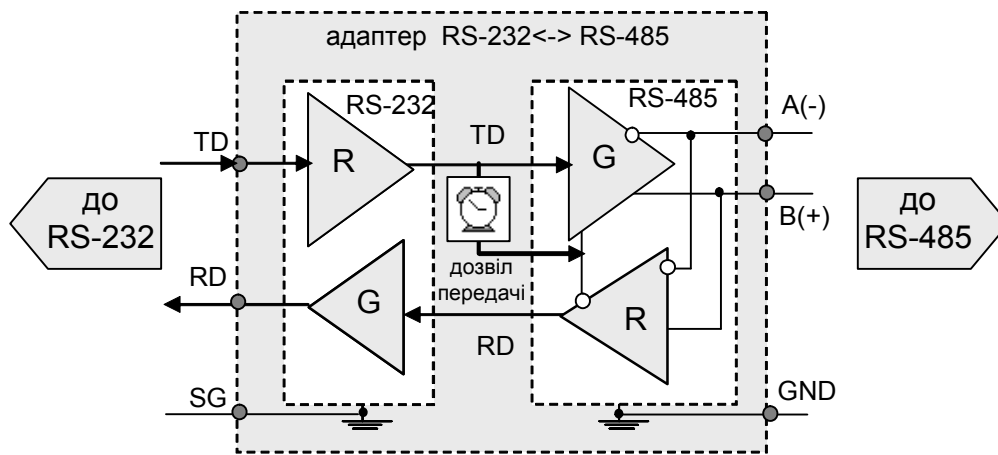 адаптер RS-232<-> RS-485
RS-232
RS-485
A(-)
TD
TD
R
G
до
RS-232
B(+)
до
RS-485
дозвіл
передачі
RD
G
R
RD
SG
GND